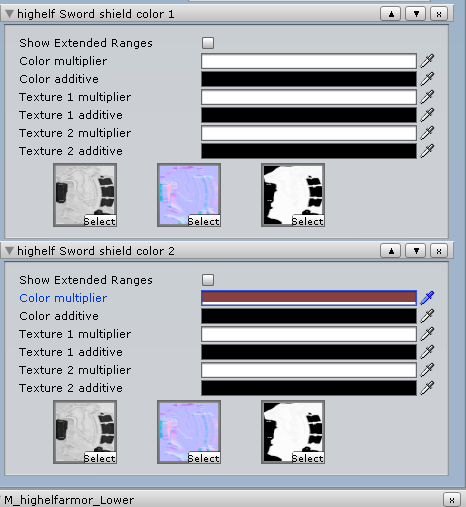 highelf Sword shield color 1
x
Show Extended Ranges
Color multiplier
Color additive
Texture 1 multiplier
Texture 1 additive
Texture 2 multiplier
Texture 2 additive
Select Select Select
highelf Sword shield color 2
x
Show Extended Ranges
Color multiplier
Color additive
Texture 1 multiplier
Texture 1 additive
Texture 2 multiplier
Texture 2 additive
Select Select Select
M_highelfarmor_Lower
x